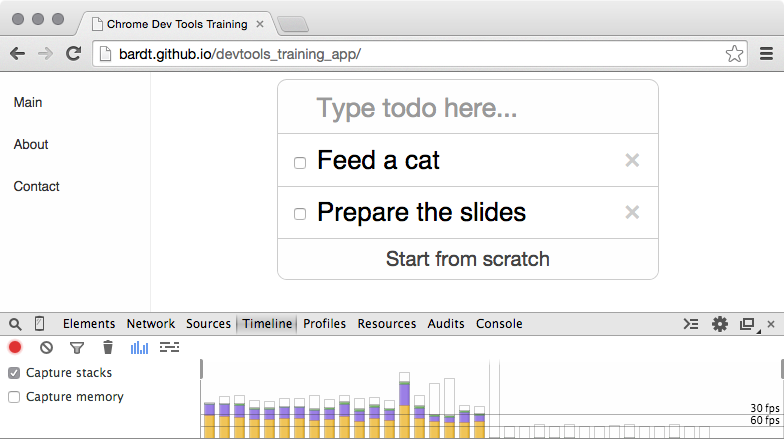 Chrome Dev Tools Training
bardt.github.io/devtools_training_app/
Main
About
Contact
Type todo here...
Feed a cat
Prepare the slides
Start from scratch
Elements Network Sources Timeline Profiles Resources Audits Console
Capture stacks
Capture memory
30 fps
60 fps